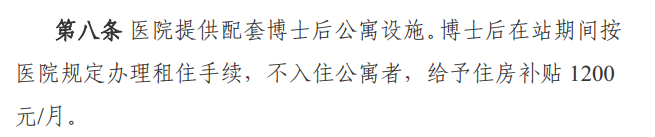 第八条 医院提供配套博士后公寓设施。博士后在站期间按
医院规定办理租住手续，不入住公寓者，给予住房补贴 1200
元/月。